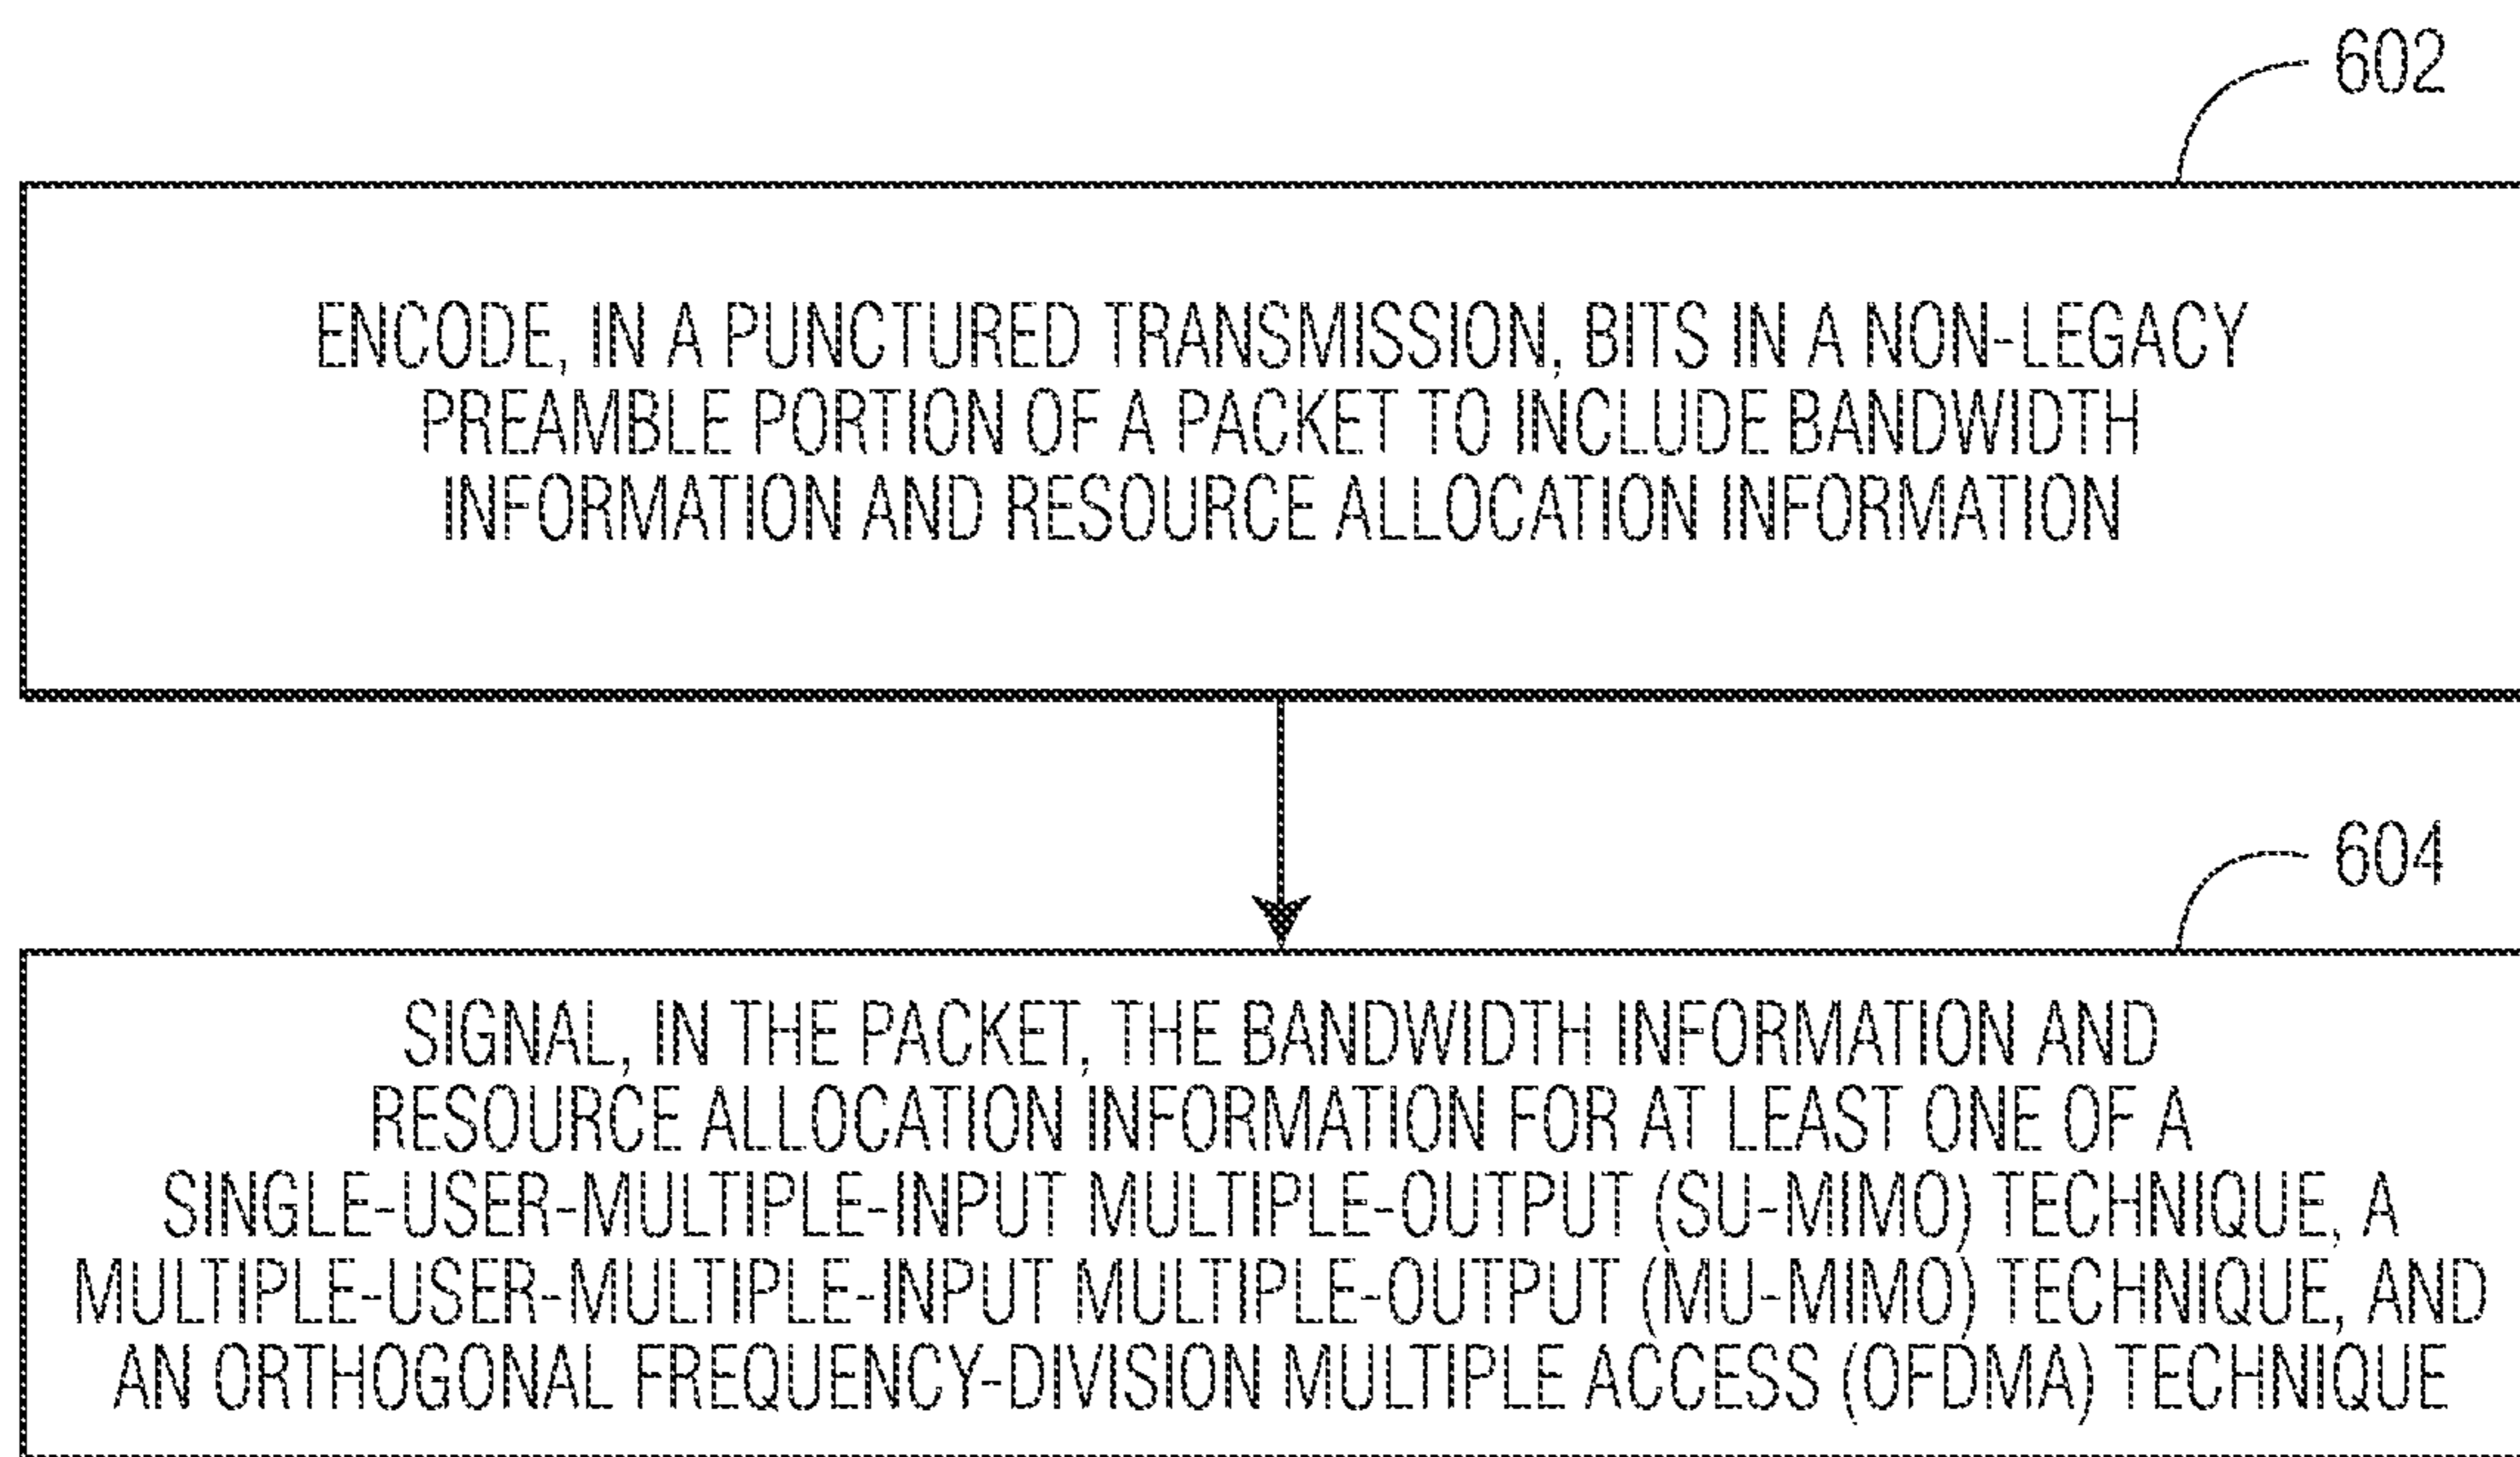 602
ENCODE, IN A PUNCTURED TRANSMISSION, BITS IN A NON-LEGACY
PREAMBLE PORTION OF A PACKET TO INCLUDE BANDWIDTH
INFORMATION AND RESOURCE ALLOCATION INFORMATION
604
SIGNAL, IN THE PACKET, THE BANDWIDTH INFORMATION AND
RESOURCE ALLOCATION INFORMATION FOR AT LEAST ONE OF A
SINGLE-USER-MULTIPLE-INPUT MULTIPLE-OUTPUT (SU-MIMO) TECHNIQUE, A
MULTIPLE-USER-MULTIPLE-INPUT MULTIPLE-OUTPUT (MU-MIMO) TECHNIQUE, AND
AN ORTHOGONAL FREQUENCY-DIVISION MULTIPLE ACCESS (OFDMA) TECHNIQUE